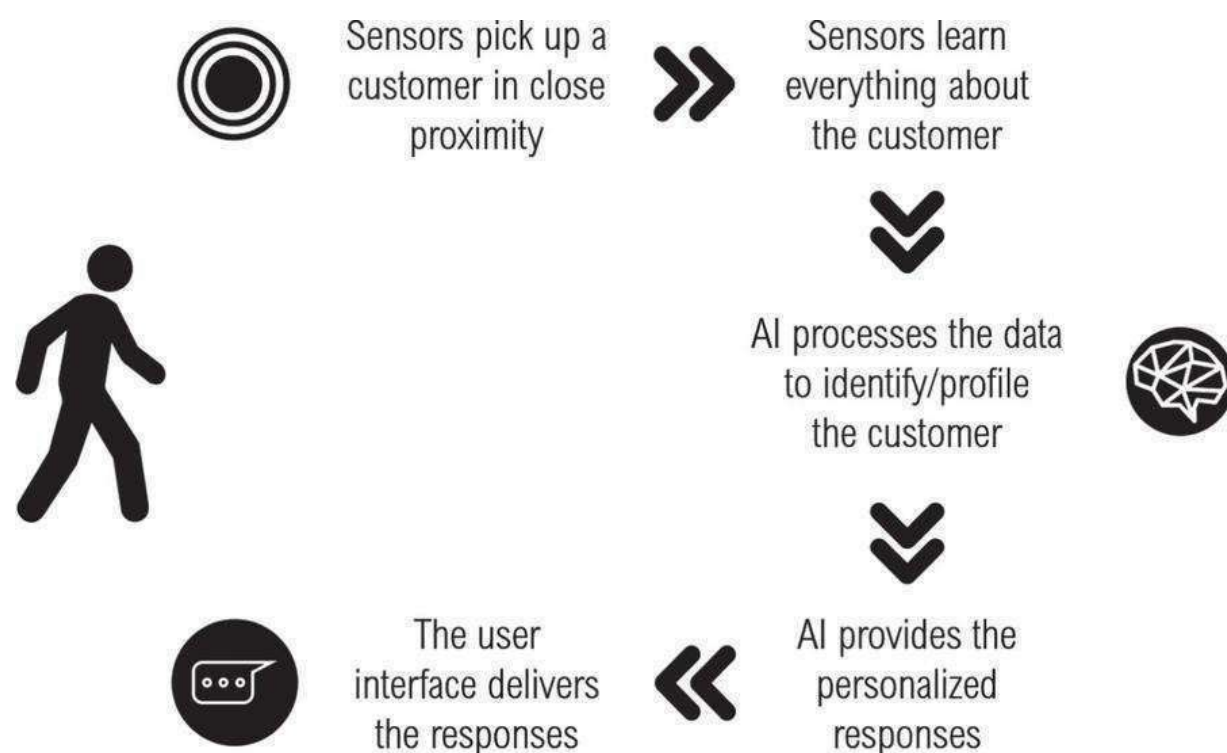 Sensors pick up a
customer in close
proximity
Sensors learn
everything about
the customer
AI processes the data
to identify/profile
the customer
AI provides the
personalized
responses
The user
interface delivers
the responses